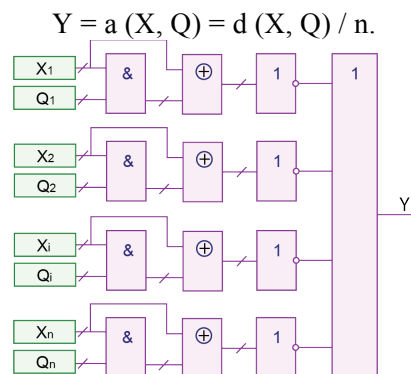 Y = a (X, Q) = d (X, Q) / n.
X1 & ⊕ 1 1
Q1
X2 & ⊕ 1
Q2
Y
Xi & ⊕ 1
Qi
Xn & ⊕ 1
Qn